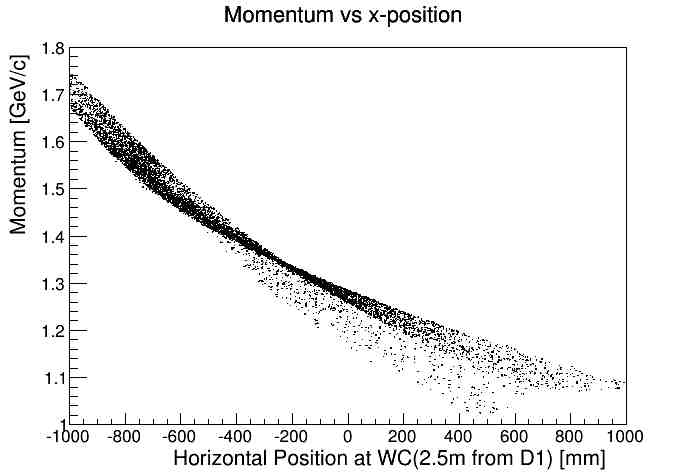 Momentum vs x-position
Momentum [GeV/c]
1.8
1.7
1.6
1.5
1.4
1.3
1.2
1.1
1
-1000 -800 -600 -400 -200 0 200 400 600 800 1000
Horizontal Position at WC(2.5m from D1) [mm]